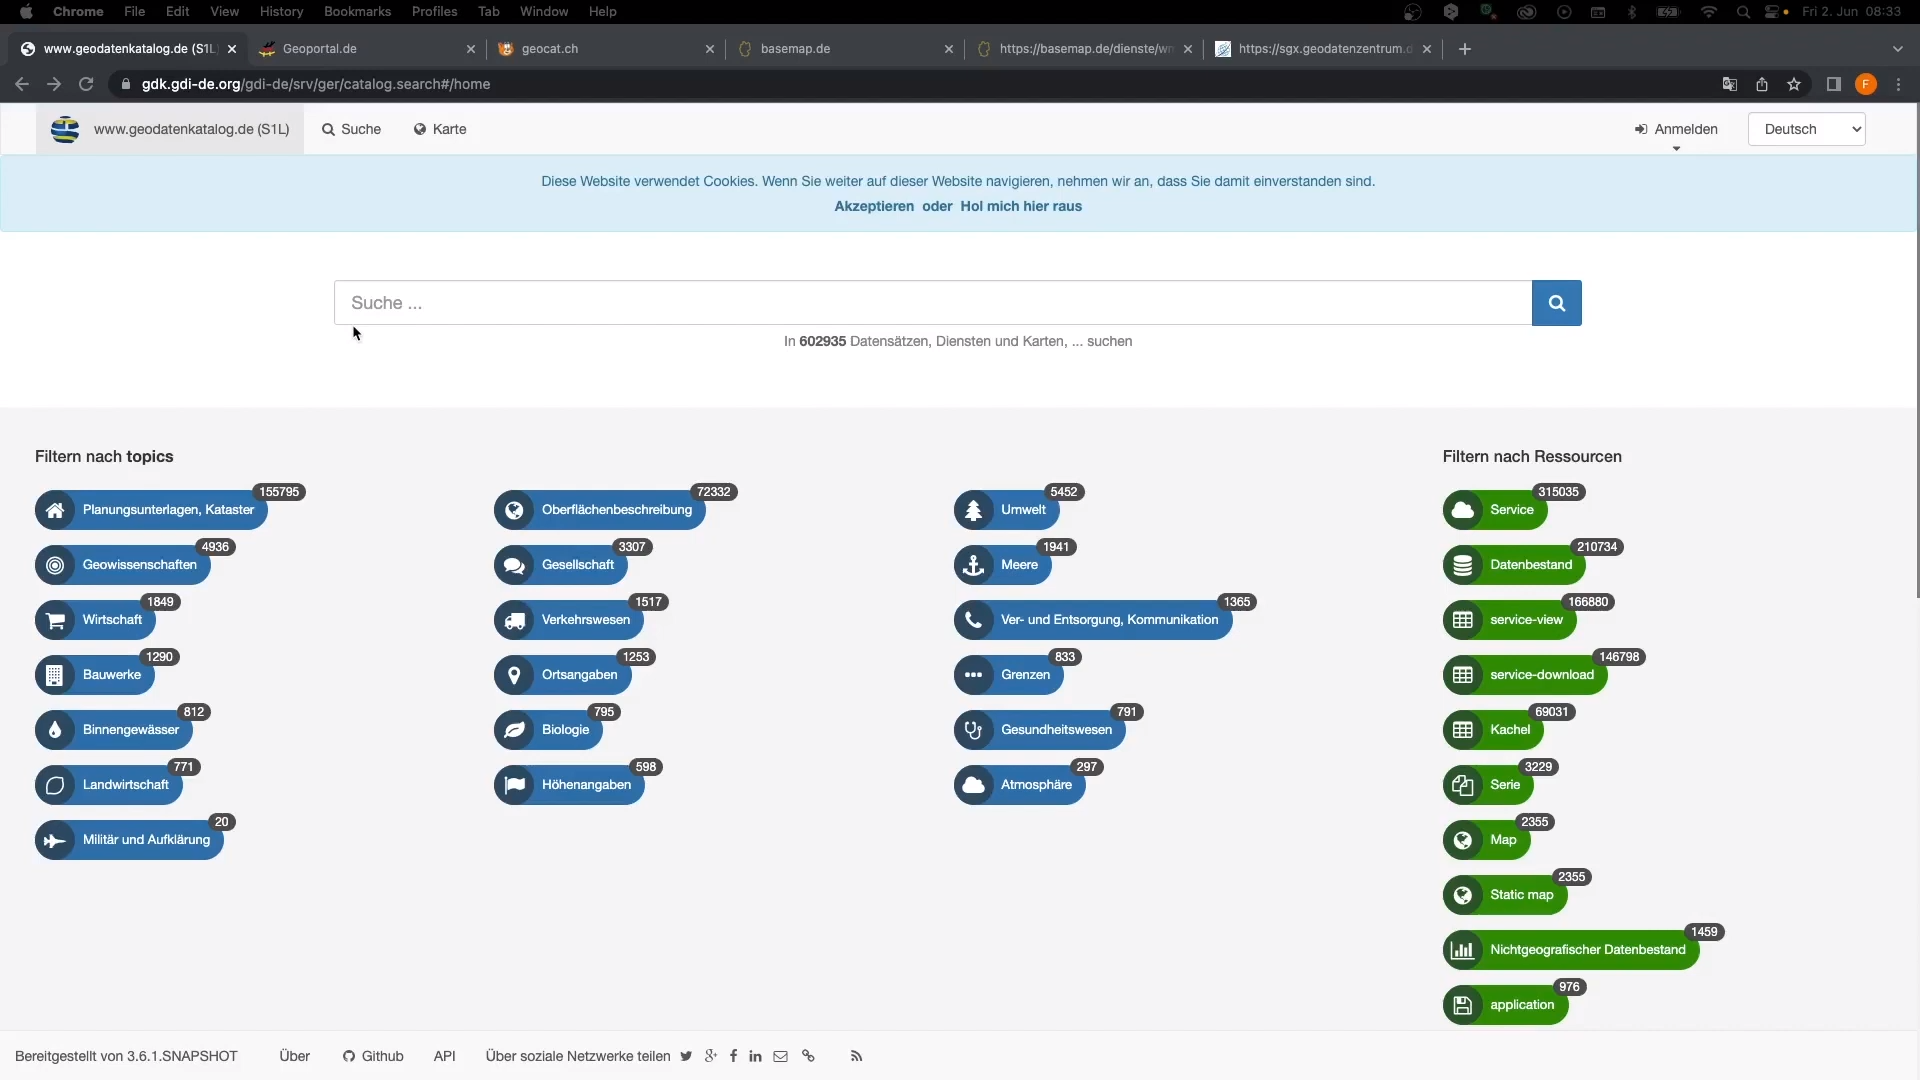 Chrome File Edit View History Bookmarks Profiles Tab Window Help Fri 2. Jun 08:33
www.geodatenkatalog.de (S1L Geoportal.de geocat.ch basemap.de https://basemap.de/dienste/wm https://sgx.geodatenzentrum.d
gdk.gdi-de.org/gdi-de/srv/ger/catalog.search#/home F
www.geodatenkatalog.de (S1L) Suche Karte Anmelden Deutsch
Diese Website verwendet Cookies. Wenn Sie weiter auf dieser Website navigieren, nehmen wir an, dass Sie damit einverstanden sind.
Akzeptieren oder Hol mich hier raus
Suche ...
In 602935 Datensätzen, Diensten und Karten, ... suchen
Filtern nach topics
Planungsunterlagen, Kataster 155795
Oberflächenbeschreibung 72332
Umwelt 5452
Geowissenschaften 4936
Gesellschaft 3307
Meere 1941
Wirtschaft 1849
Verkehrswesen 1517
Ver- und Entsorgung, Kommunikation 1365
Bauwerke 1290
Ortsangaben 1253
Grenzen 833
Binnengewässer 812
Biologie 795
Gesundheitswesen 791
Landwirtschaft 771
Höhenangaben 598
Atmosphäre 297
Militär und Aufklärung 20
Filtern nach Ressourcen
Service 315035
Datenbestand 210734
service-view 166880
service-download 146798
Kachel 69031
Serie 3229
Map 2355
Static map 2355
Nichtgeografischer Datenbestand 1459
application 976
Bereitgestellt von 3.6.1.SNAPSHOT Über Github API Über soziale Netzwerke teilen